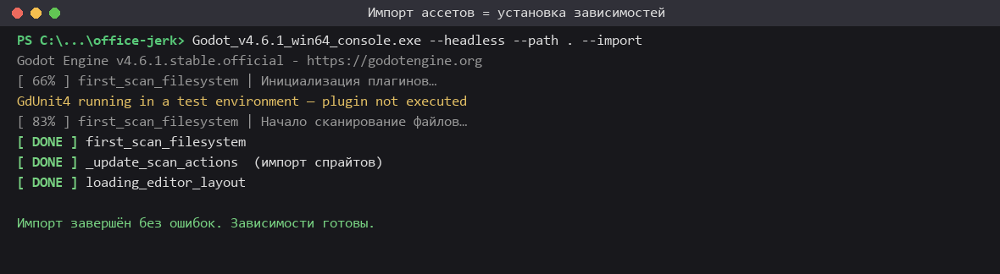 Импорт ассетов = установка зависимостей
PS C:\...\office-jerk> Godot_v4.6.1_win64_console.exe --headless --path . --import
Godot Engine v4.6.1.stable.official - https://godotengine.org
[ 66% ] first_scan_filesystem | Инициализация плагинов…
GdUnit4 running in a test environment — plugin not executed
[ 83% ] first_scan_filesystem | Начало сканирование файлов…
[ DONE ] first_scan_filesystem
[ DONE ] _update_scan_actions  (импорт спрайтов)
[ DONE ] loading_editor_layout
Импорт завершён без ошибок. Зависимости готовы.